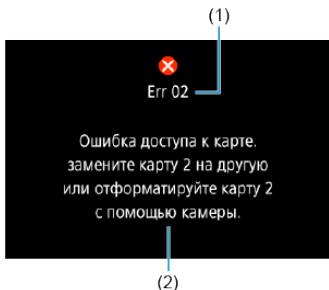 (1)
Err 02
Ошибка доступа к карте.
замените карту 2 на другую
или отформатируйте карту 2
с помощью камеры.
(2)